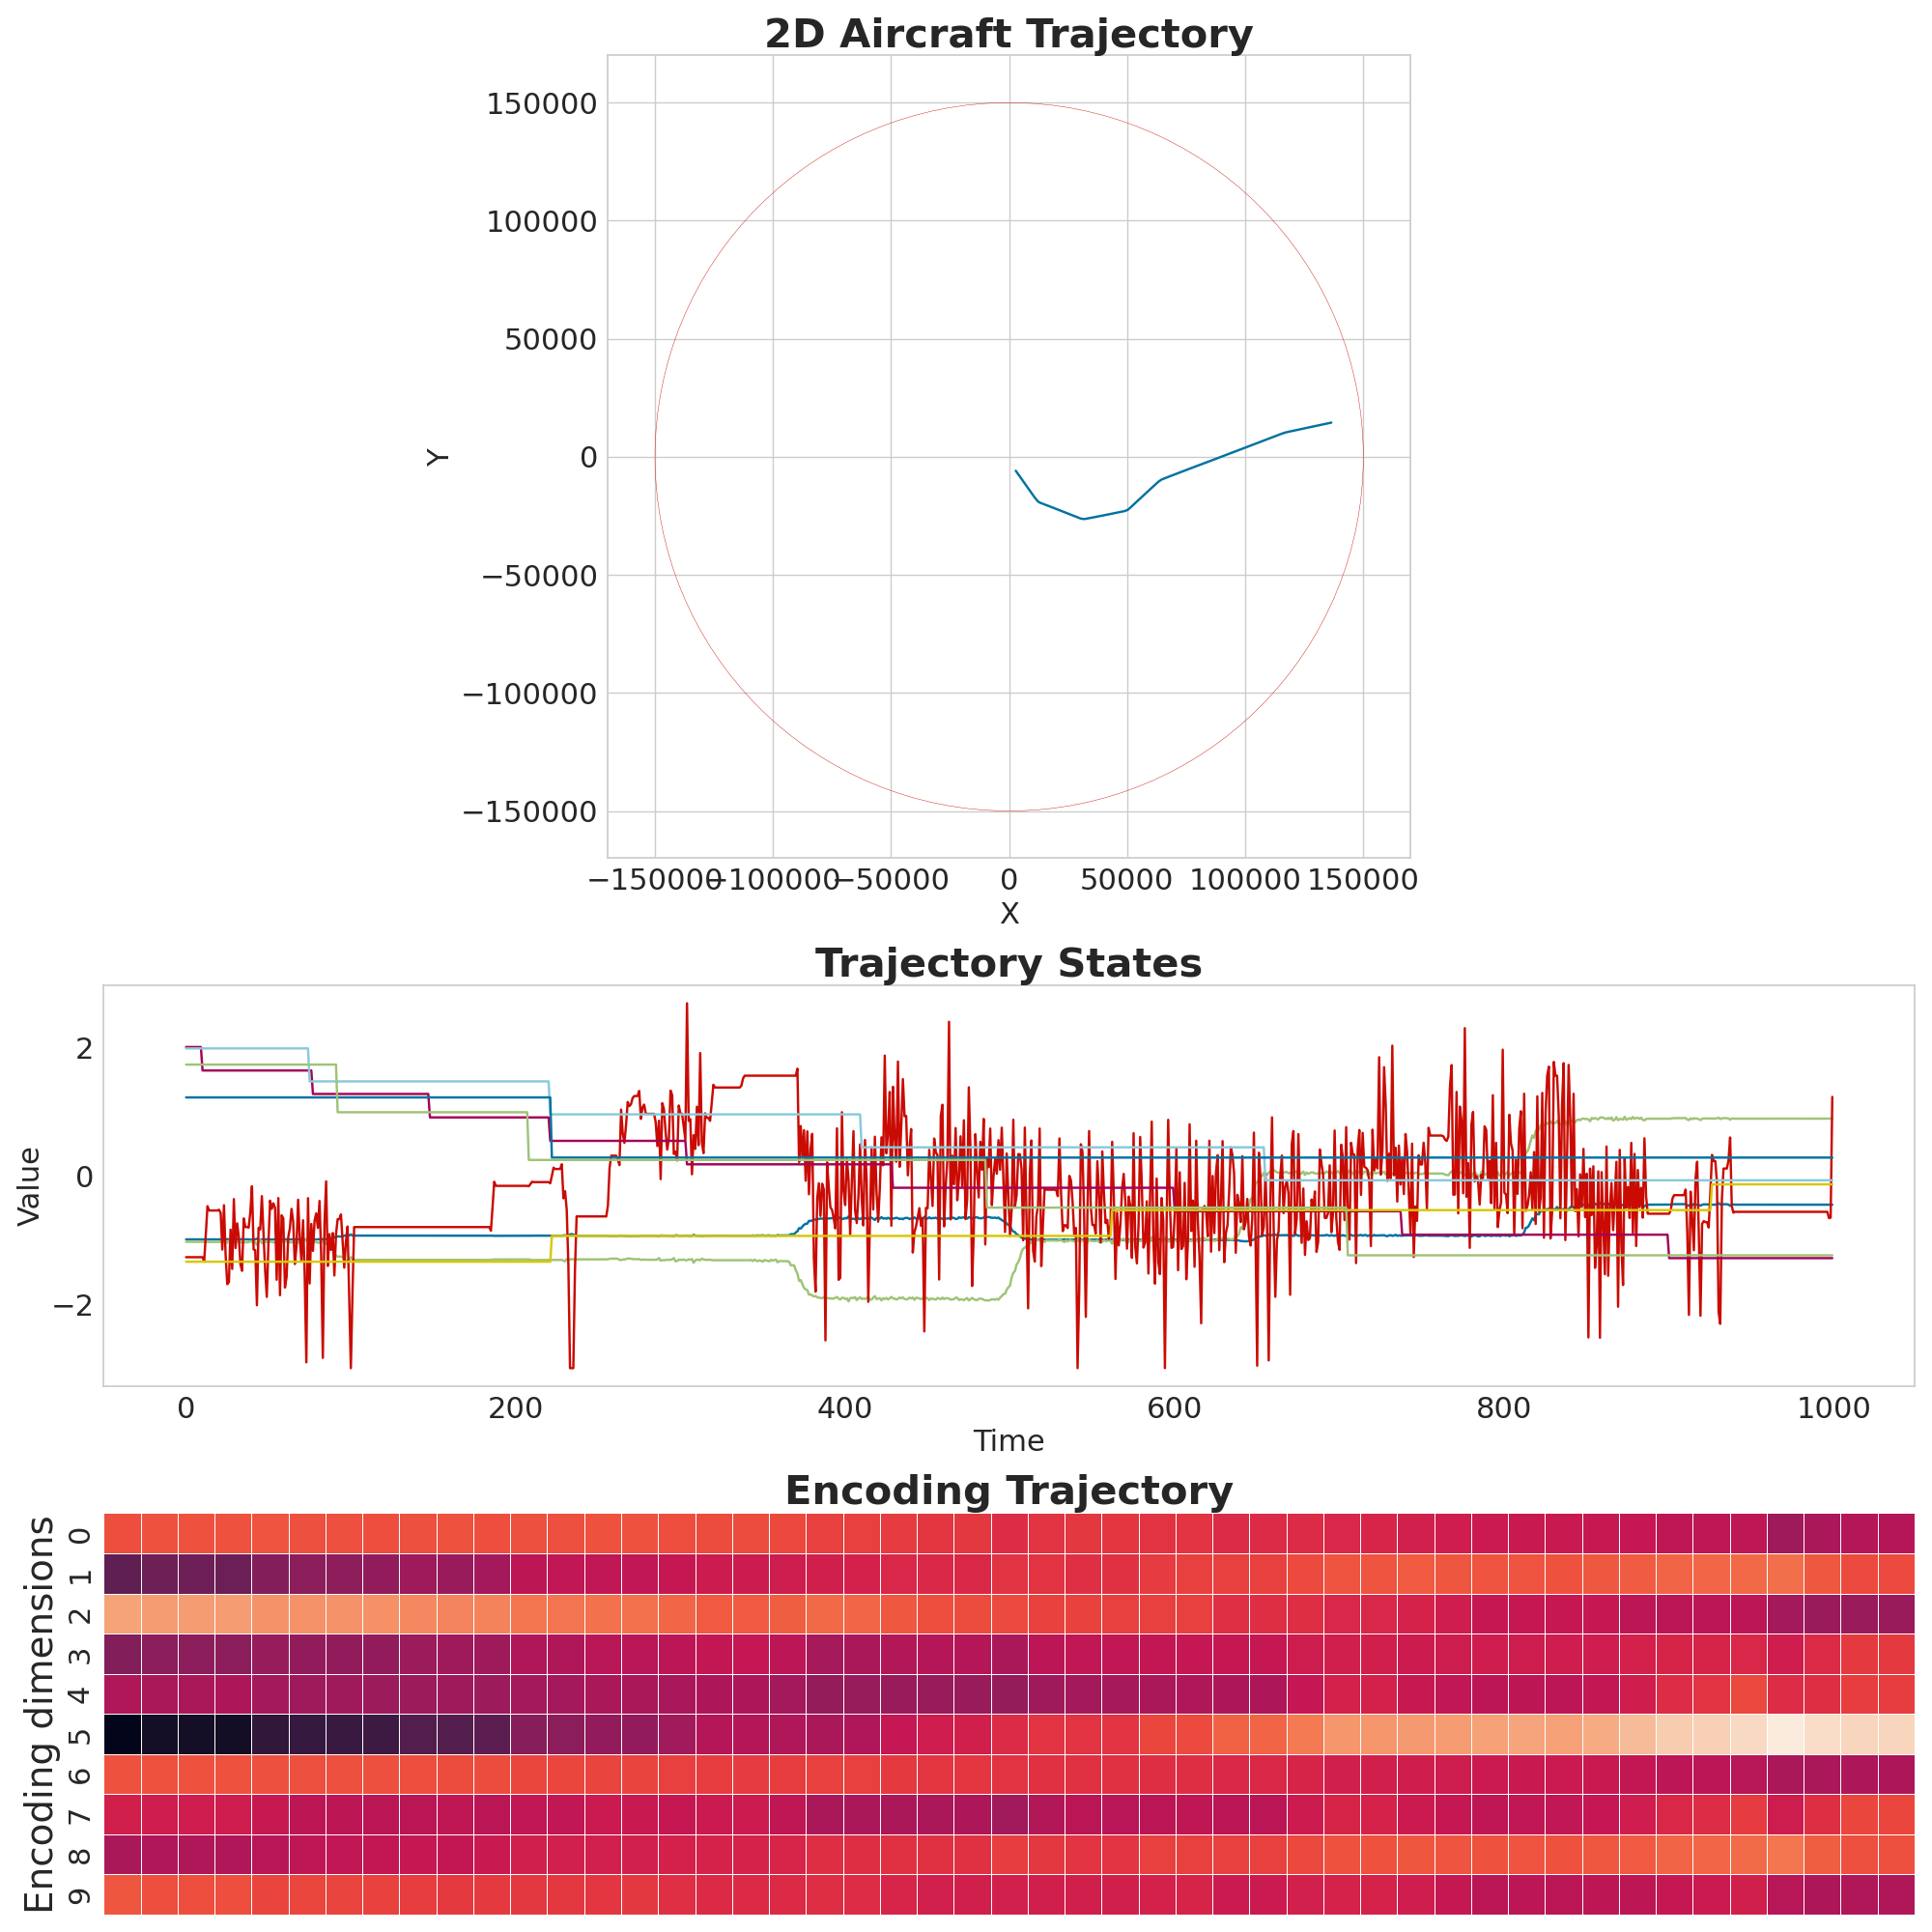 2D Aircraft Trajectory
150000
100000
50000
0
−50000
−100000
−150000
Y
−150000 −100000 −50000 0 50000 100000 150000
X
Trajectory States
2
0
−2
Value
0 200 400 600 800 1000
Time
Encoding Trajectory
0
1
2
3
4
5
6
7
8
9
Encoding dimensions